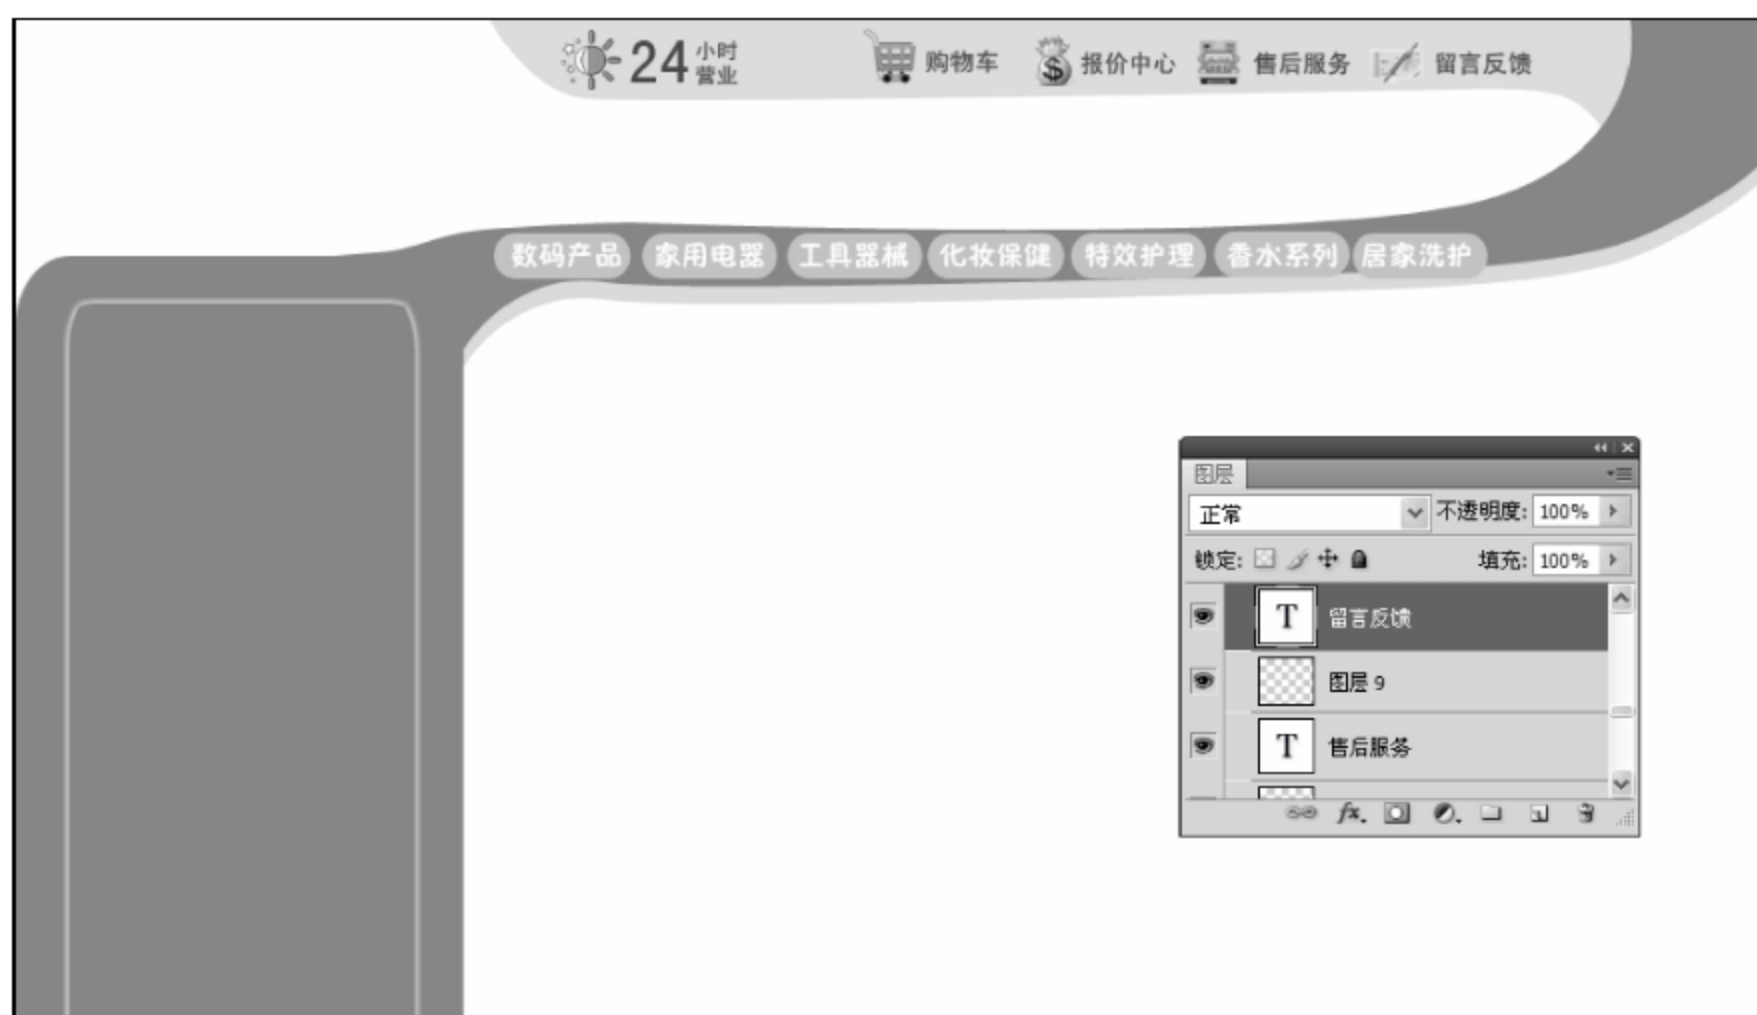 24 小时营业 购物车 报价中心 售后服务 留言反馈
数码产品 家用电器 工具器械 化妆保健 特效护理 香水系列 居家洗护
图层
正常 不透明度: 100%
锁定: 填充: 100%
T 留言反馈
图层 9
T 售后服务
fx.